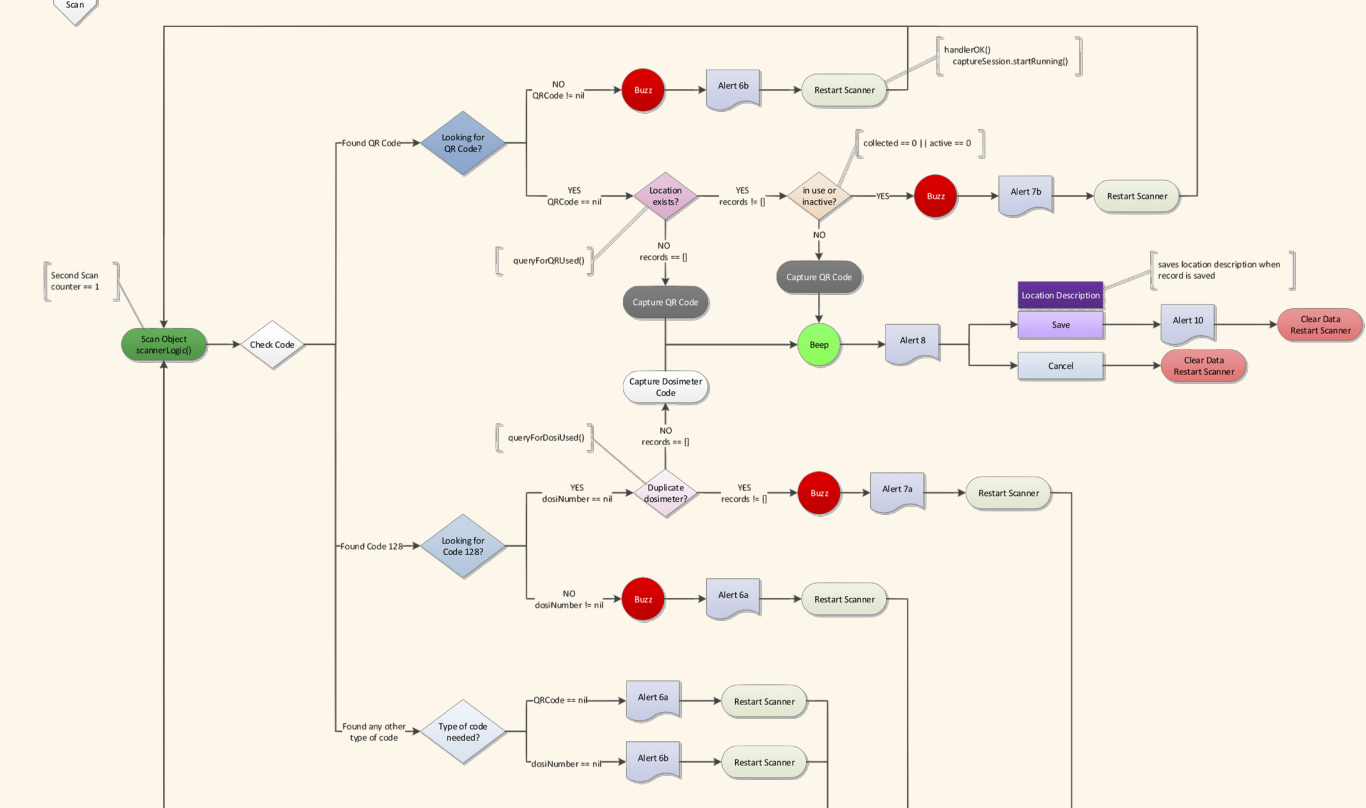 Scan
handlerOK()
captureSession.startRunning()
NO
QRCode != nil
Buzz
Alert 6b
Restart Scanner
Found QR Code
Looking for
QR Code?
collected == 0 || active == 0
YES
QRCode == nil
Location
exists?
YES
records != []
in use or
inactive?
YES
Buzz
Alert 7b
Restart Scanner
queryForQRUsed()
NO
records == []
NO
Capture QR Code
Capture QR Code
saves location description when
record is saved
Second Scan
counter == 1
Location Description
Save
Alert 10
Clear Data
Restart Scanner
Scan Object
scannerLogic()
Check Code
Beep
Alert 8
Cancel
Clear Data
Restart Scanner
Capture Dosimeter
Code
NO
records == []
queryForDosiUsed()
YES
dosiNumber == nil
Duplicate
dosimeter?
YES
records != []
Buzz
Alert 7a
Restart Scanner
Found Code 128
Looking for
Code 128?
NO
dosiNumber != nil
Buzz
Alert 6a
Restart Scanner
QRCode == nil
Alert 6a
Restart Scanner
Found any other
type of code
Type of code
needed?
dosiNumber == nil
Alert 6b
Restart Scanner